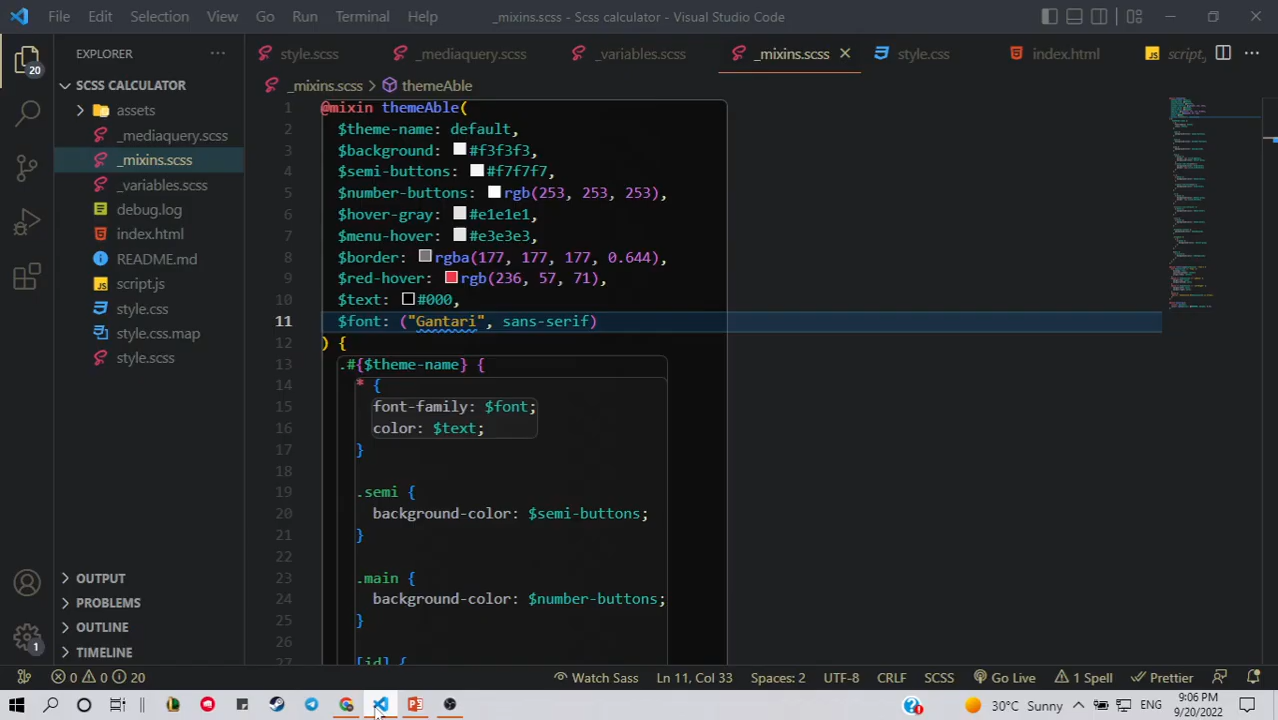 File Edit Selection View Go Run Terminal Help
_mixins.scss - Scss calculator - Visual Studio Code
EXPLORER
style.scss
_mediaquery.scss
_variables.scss
_mixins.scss
style.css
index.html
script.
20
SCSS CALCULATOR
assets
_mediaquery.scss
_mixins.scss
_variables.scss
debug.log
index.html
README.md
script.js
style.css
style.css.map
style.scss
OUTPUT
PROBLEMS
OUTLINE
TIMELINE
1
_mixins.scss > themeAble
1 @mixin themeAble(
2 $theme-name: default,
3 $background: #f3f3f3,
4 $semi-buttons: #f7f7f7,
5 $number-buttons: rgb(253, 253, 253),
6 $hover-gray: #e1e1e1,
7 $menu-hover: #e3e3e3,
8 $border: rgba(177, 177, 177, 0.644),
9 $red-hover: rgb(236, 57, 71),
10 $text: #000,
11 $font: ("Gantari", sans-serif)
12 ) {
13 .#{$theme-name} {
14 * {
15 font-family: $font;
16 color: $text;
17 }
18
19 .semi {
20 background-color: $semi-buttons;
21 }
22
23 .main {
24 background-color: $number-buttons;
25 }
26
27 [id] {
0 0 20
Watch Sass
Ln 11, Col 33
Spaces: 2
UTF-8
CRLF
SCSS
Go Live
1 Spell
Prettier
30°C Sunny
ENG
9:06 PM
9/20/2022